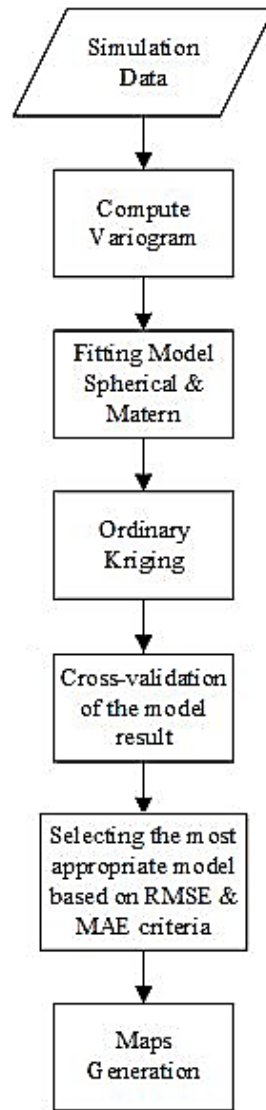 Simulation
Data
Compute
Variogram
Fitting Model
Spherical &
Matern
Ordinary
Kriging
Cross-validation
of the model
result
Selecting the most
appropriate model
based on RMSE &
MAE criteria
Maps
Generation